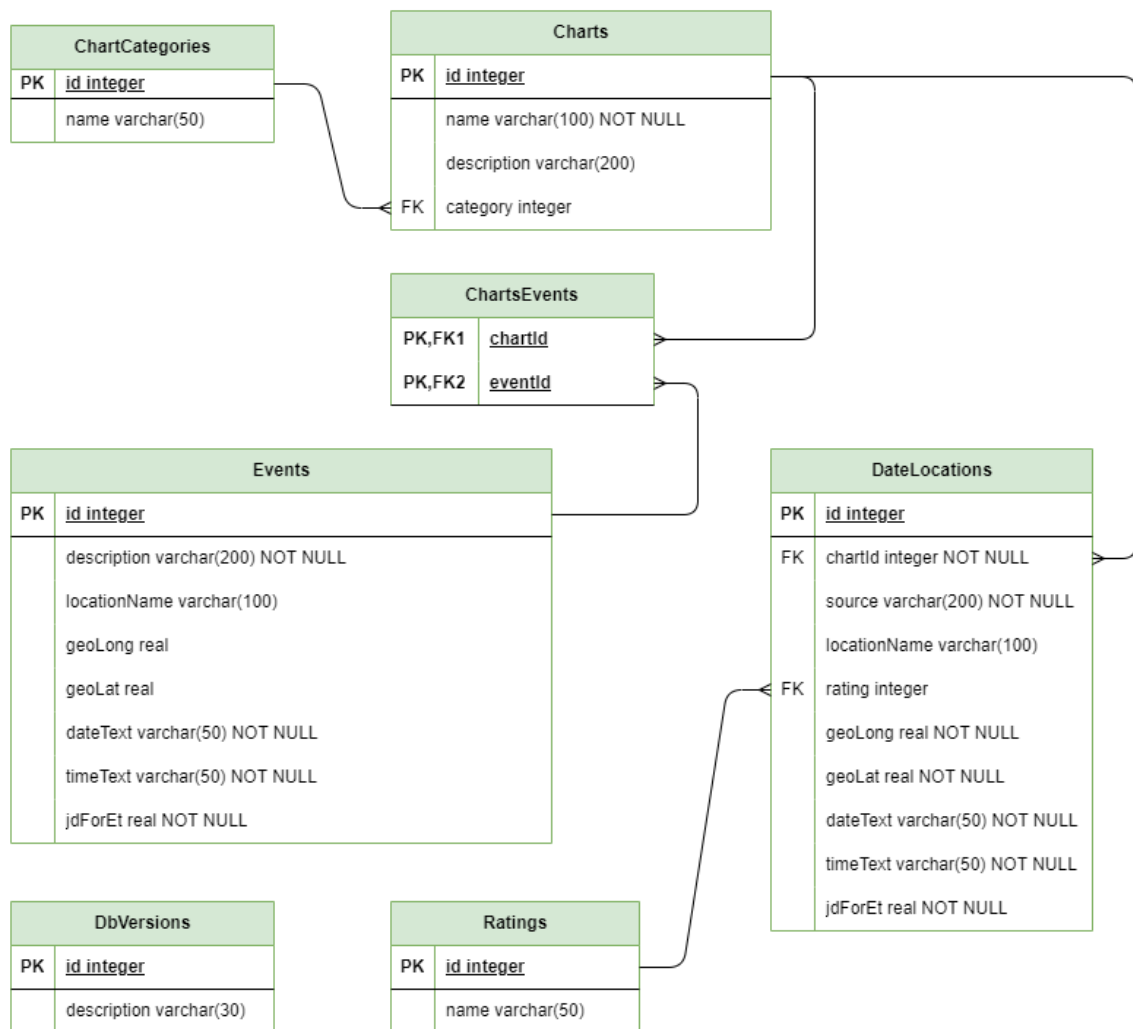 ChartCategories
PK id integer
name varchar(50)
Charts
PK id integer
name varchar(100) NOT NULL
description varchar(200)
FK category integer
ChartsEvents
PK,FK1 chartId
PK,FK2 eventId
Events
PK id integer
description varchar(200) NOT NULL
locationName varchar(100)
geoLong real
geoLat real
dateText varchar(50) NOT NULL
timeText varchar(50) NOT NULL
jdForEt real NOT NULL
DateLocations
PK id integer
FK chartId integer NOT NULL
source varchar(200) NOT NULL
locationName varchar(100)
FK rating integer
geoLong real NOT NULL
geoLat real NOT NULL
dateText varchar(50) NOT NULL
timeText varchar(50) NOT NULL
jdForEt real NOT NULL
DbVersions
PK id integer
description varchar(30)
Ratings
PK id integer
name varchar(50)